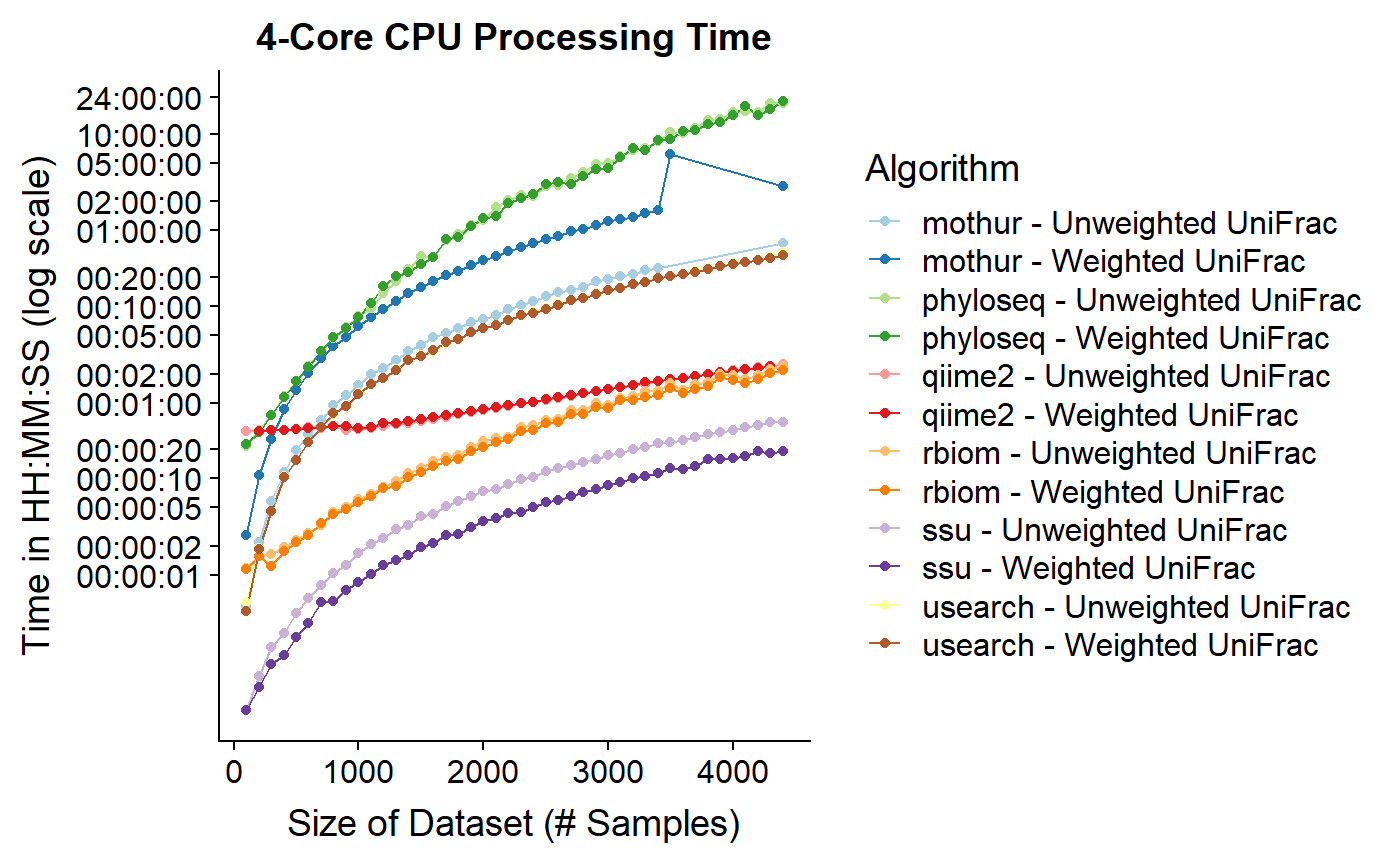 4-Core CPU Processing Time
Time in HH:MM:SS (log scale)
24:00:00
10:00:00
05:00:00
02:00:00
01:00:00
00:20:00
00:10:00
00:05:00
00:02:00
00:01:00
00:00:20
00:00:10
00:00:05
00:00:02
00:00:01
0 1000 2000 3000 4000
Size of Dataset (# Samples)
Algorithm
mothur - Unweighted UniFrac
mothur - Weighted UniFrac
phyloseq - Unweighted UniFrac
phyloseq - Weighted UniFrac
qiime2 - Unweighted UniFrac
qiime2 - Weighted UniFrac
rbiom - Unweighted UniFrac
rbiom - Weighted UniFrac
ssu - Unweighted UniFrac
ssu - Weighted UniFrac
usearch - Unweighted UniFrac
usearch - Weighted UniFrac